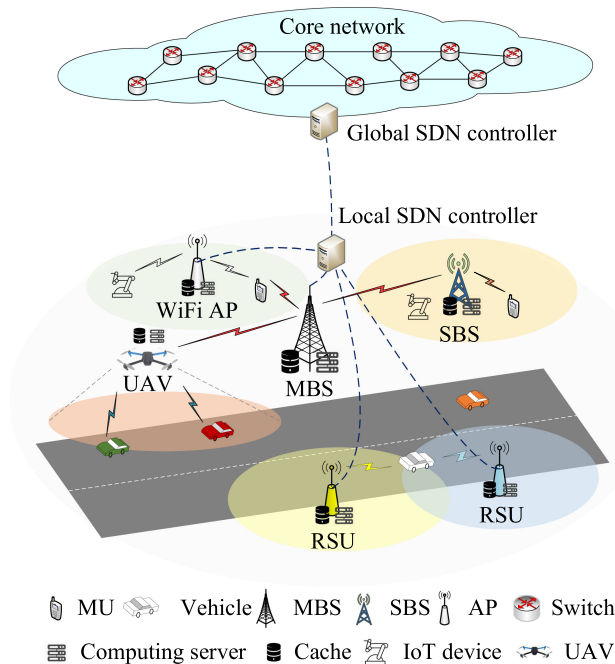 Core network
Global SDN controller
Local SDN controller
WiFi AP
SBS
UAV
MBS
RSU
RSU
MU Vehicle MBS SBS AP Switch
Computing server Cache IoT device UAV